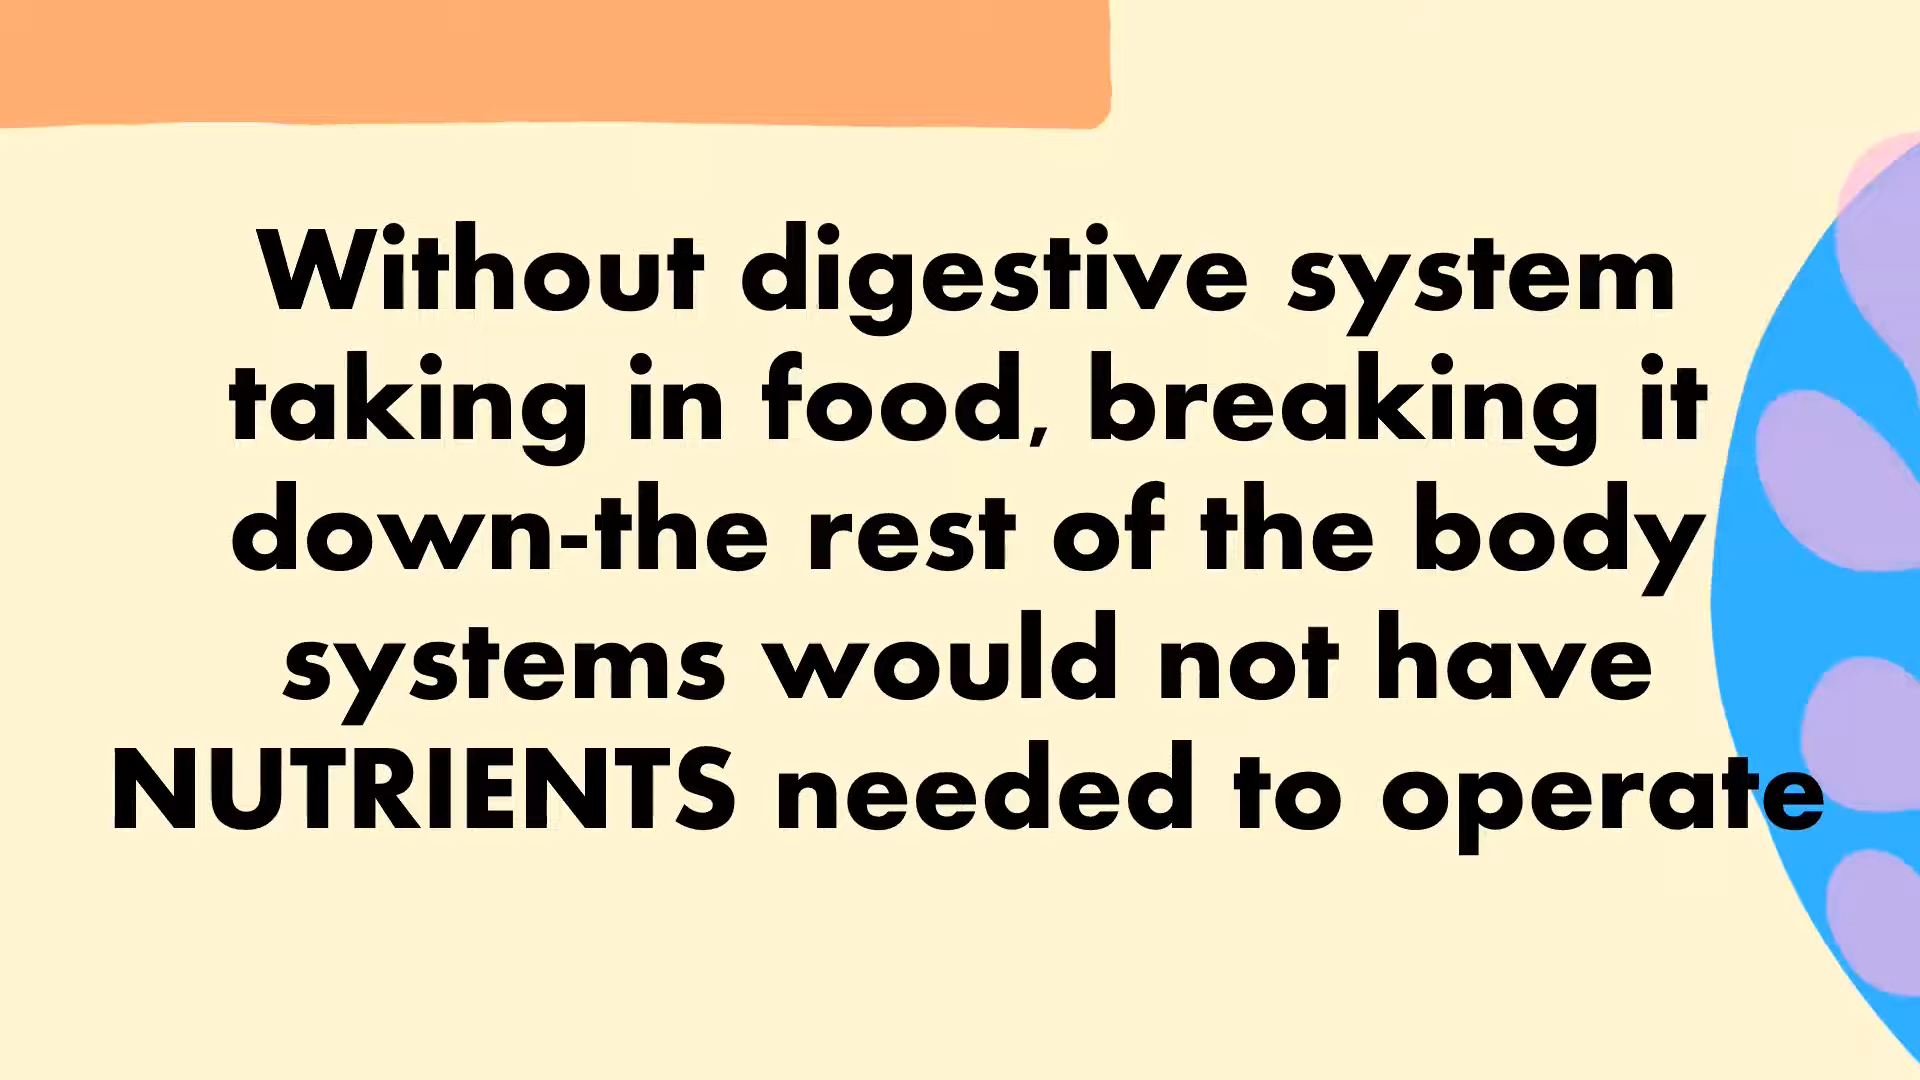 Without digestive system
taking in food, breaking it
down-the rest of the body
systems would not have
NUTRIENTS needed to operate